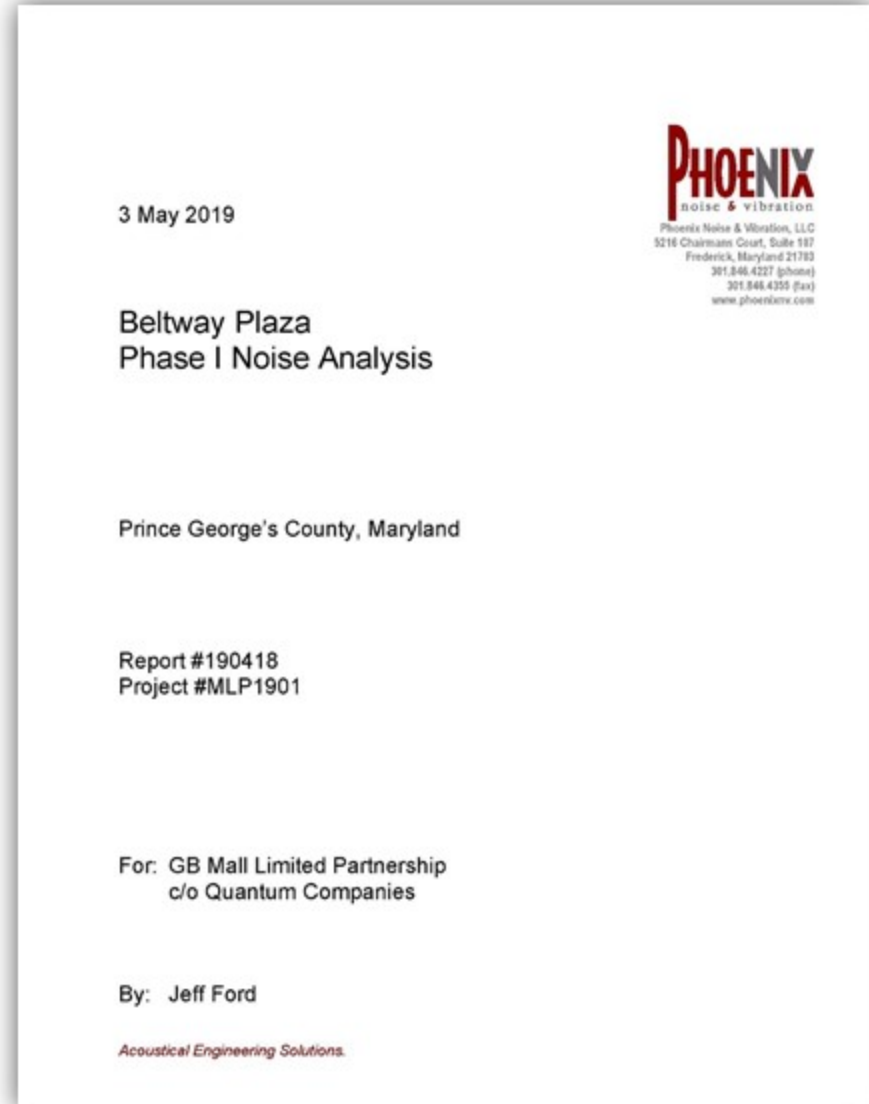 3 May 2019
PHOENIX
noise & vibration
Phoenix Noise & Vibration, LLC
5216 Chairmans Court, Suite 107
Frederick, Maryland 21703
301.846.4227 (phone)
301.846.4355 (fax)
www.phoenixnv.com
Beltway Plaza
Phase I Noise Analysis
Prince George's County, Maryland
Report #190418
Project #MLP1901
For: GB Mall Limited Partnership
c/o Quantum Companies
By: Jeff Ford
Acoustical Engineering Solutions.